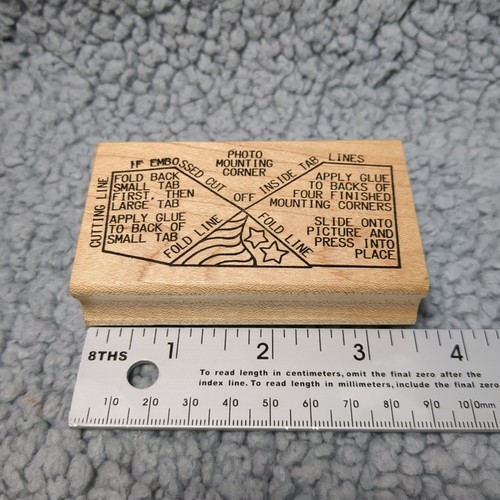 PHOTO
MOUNTING
CORNER
IF EMBOSSED CUT OFF INSIDE TAB LINES
CUTTING LINE
FOLD BACK
SMALL TAB
FIRST, THEN
LARGE TAB
APPLY GLUE
TO BACK OF
SMALL TAB
FOLD LINE
FOLD LINE
APPLY GLUE
TO BACKS OF
FOUR FINISHED
MOUNTING CORNERS
SLIDE ONTO
PICTURE AND
PRESS INTO
PLACE
8THS 1 2 3 4
To read length in centimeters, omit the final zero after the
index line. To read length in millimeters, include the final zero
10 20 30 40 50 60 70 80 90 100mm